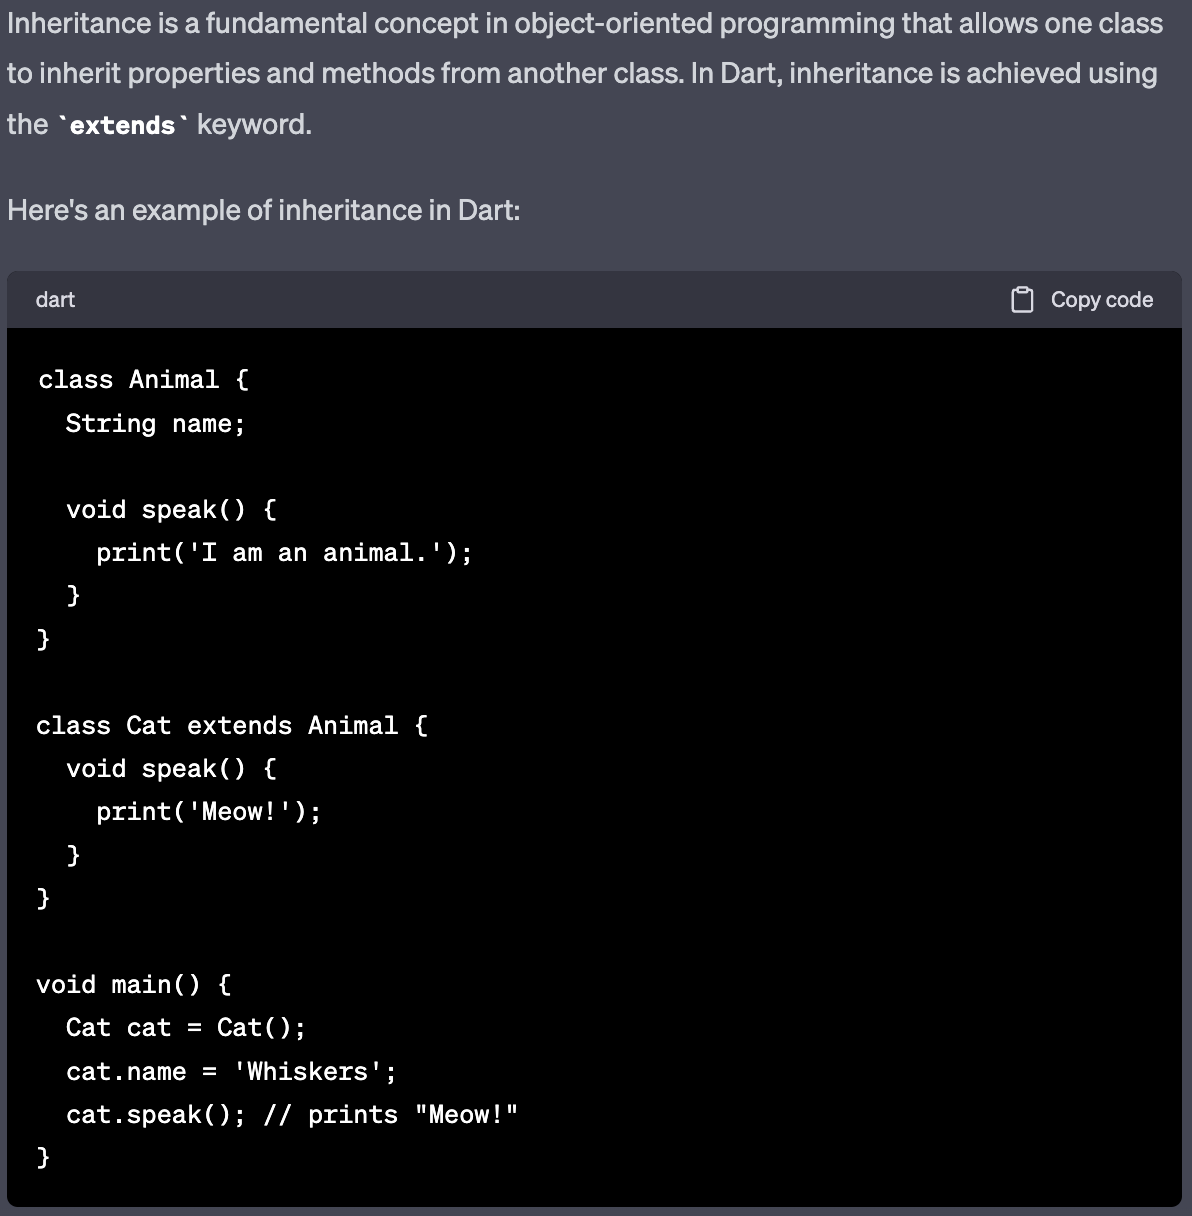 Inheritance is a fundamental concept in object-oriented programming that allows one class
to inherit properties and methods from another class. In Dart, inheritance is achieved using
the `extends` keyword.
Here's an example of inheritance in Dart:
dart Copy code
class Animal {
  String name;
  void speak() {
    print('I am an animal.');
  }
}
class Cat extends Animal {
  void speak() {
    print('Meow!');
  }
}
void main() {
  Cat cat = Cat();
  cat.name = 'Whiskers';
  cat.speak(); // prints "Meow!"
}